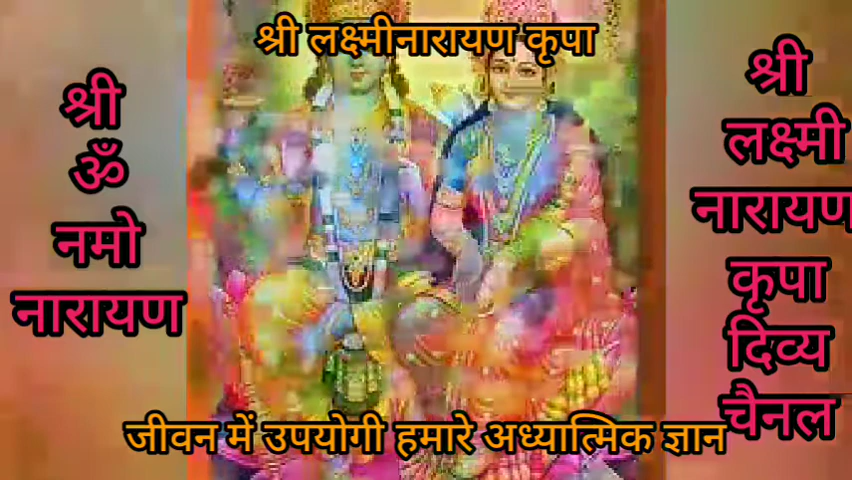 श्री लक्ष्मीनारायण कृपा
श्री
ॐ
नमो
नारायण
श्री
लक्ष्मी
नारायण
कृपा
दिव्य
चैनल
जीवन में उपयोगी हमारे अध्यात्मिक ज्ञान